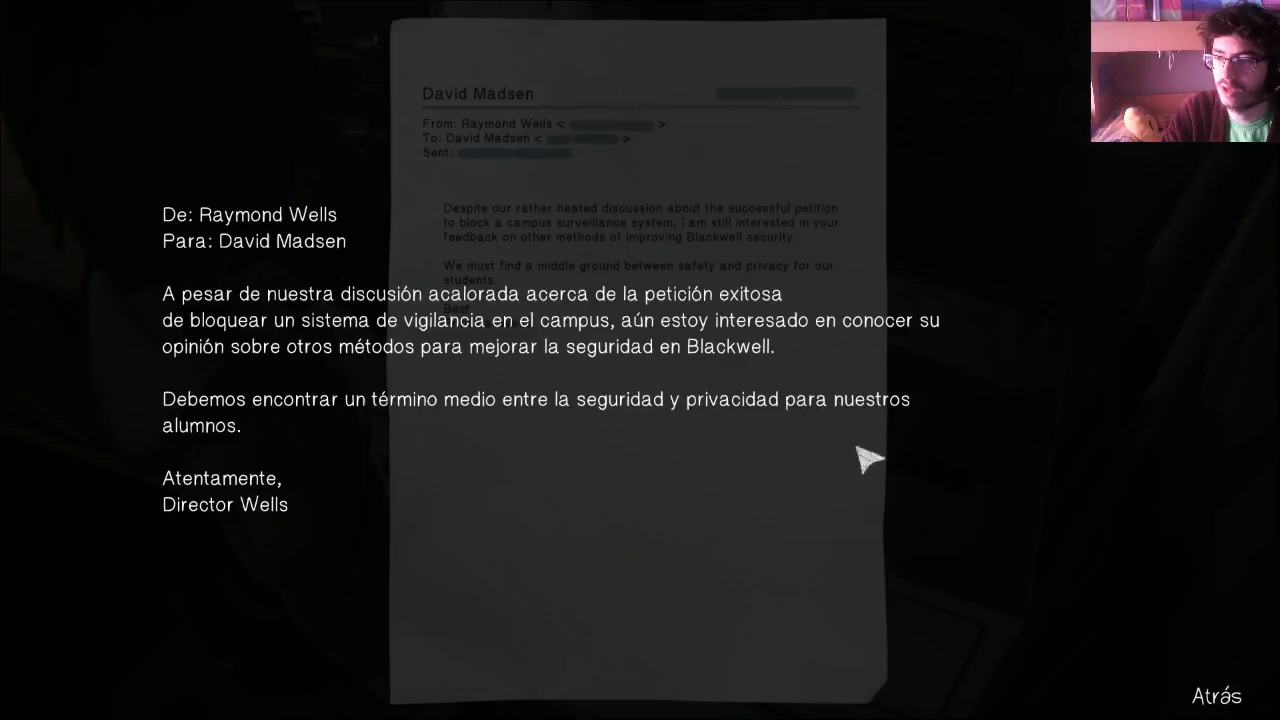 David Madsen
From: Raymond Wells < >
To: David Madsen < >
Sent:
Despite our rather heated discussion about the successful petition
to block a campus surveillance system, I am still interested in your
feedback on other methods of improving Blackwell security.
We must find a middle ground between safety and privacy for our
students.
Best
De: Raymond Wells
Para: David Madsen
A pesar de nuestra discusión acalorada acerca de la petición exitosa
de bloquear un sistema de vigilancia en el campus, aún estoy interesado en conocer su
opinión sobre otros métodos para mejorar la seguridad en Blackwell.
Debemos encontrar un término medio entre la seguridad y privacidad para nuestros
alumnos.
Atentamente,
Director Wells
Atrás